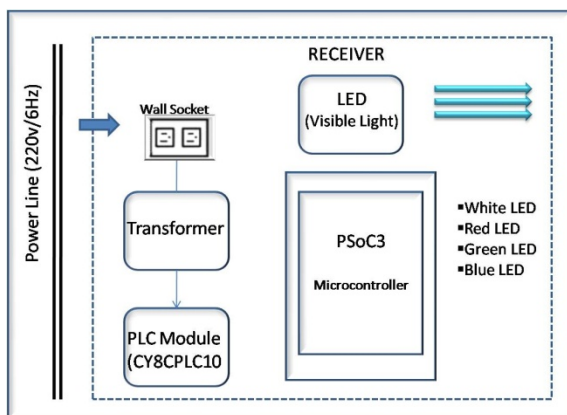 Power Line (220v/6Hz)
RECEIVER
Wall Socket
LED
(Visible Light)
Transformer
PSoC3
Microcontroller
▪White LED
▪Red LED
▪Green LED
▪Blue LED
PLC Module
(CY8CPLC10